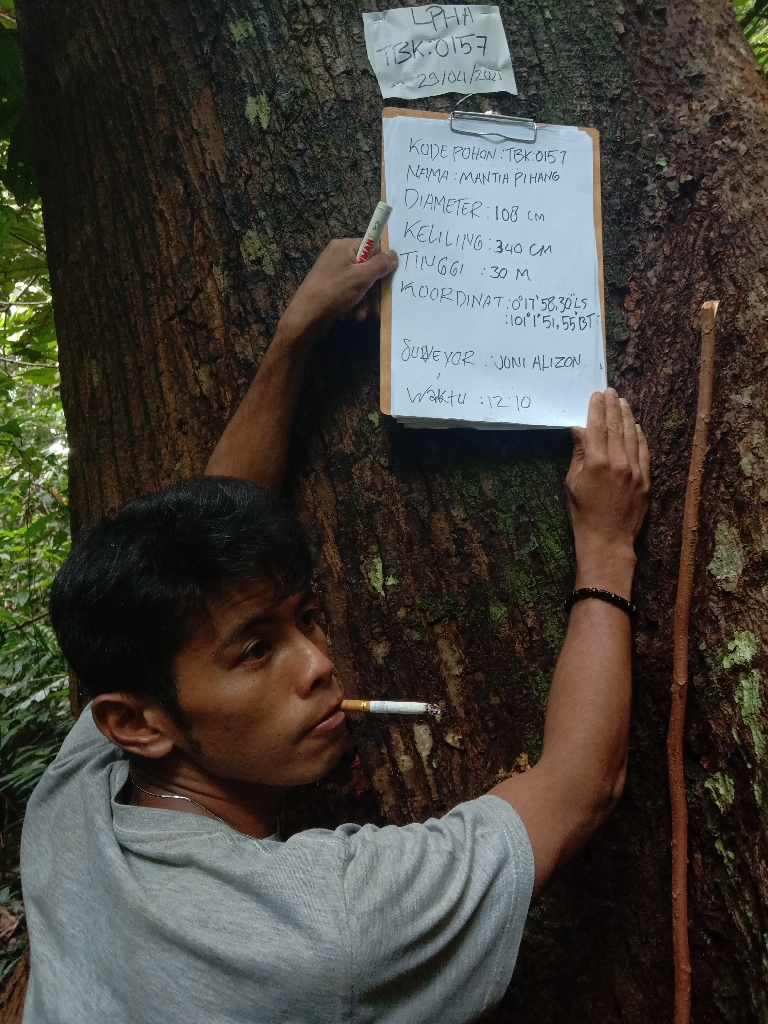 LPHA
TBK:0157
29/04/2021
KODE POHON : TBK:0157
NAMA : MANTIA PIHANG
DIAMETER : 108 CM
KELILING : 340 CM
TINGGI : 30 M
KOORDINAT : 0°17'58,30"LS
: 101°1'51,55"BT
SURVEYOR : JONI ALIZON
WAKTU : 12:10